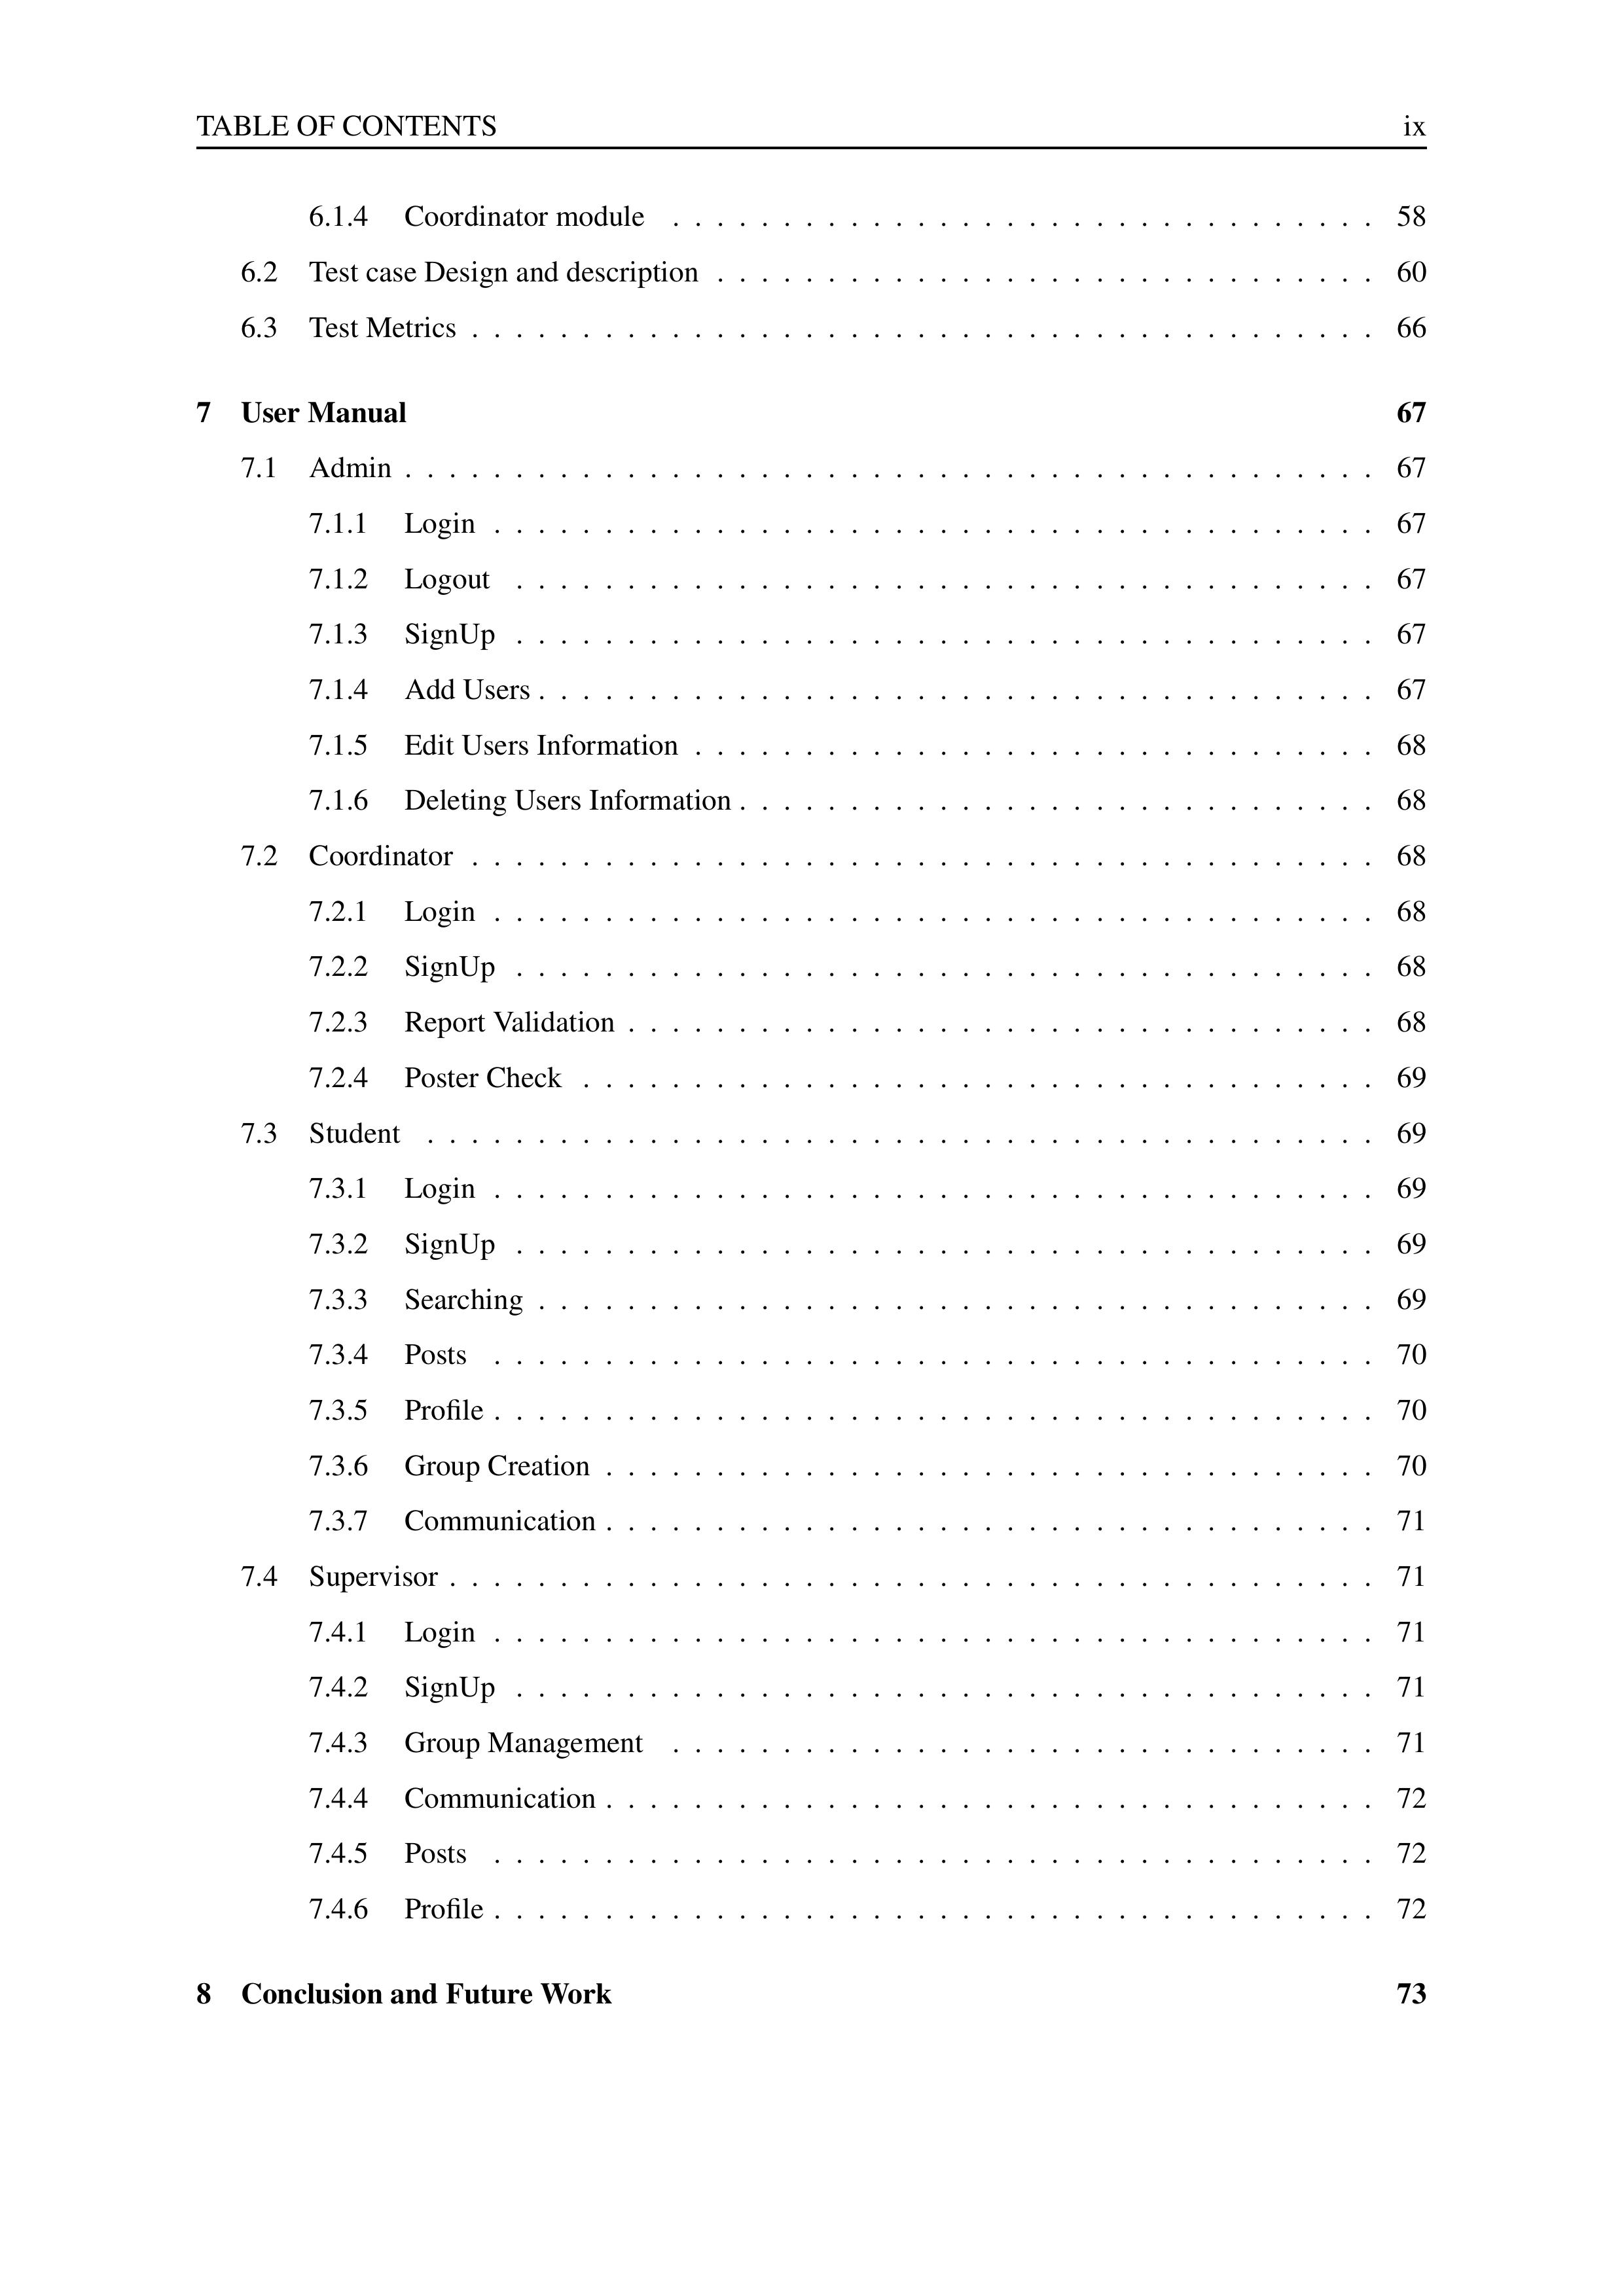 TABLE OF CONTENTS ix
6.1.4 Coordinator module . . . . . . . . . . . . . . . . . . . . . . . . . . . . . . . . 58
6.2 Test case Design and description . . . . . . . . . . . . . . . . . . . . . . . . . . . . . . 60
6.3 Test Metrics . . . . . . . . . . . . . . . . . . . . . . . . . . . . . . . . . . . . . . . . . 66
7 User Manual 67
7.1 Admin . . . . . . . . . . . . . . . . . . . . . . . . . . . . . . . . . . . . . . . . . . . . 67
7.1.1 Login . . . . . . . . . . . . . . . . . . . . . . . . . . . . . . . . . . . . . . . . 67
7.1.2 Logout . . . . . . . . . . . . . . . . . . . . . . . . . . . . . . . . . . . . . . . 67
7.1.3 SignUp . . . . . . . . . . . . . . . . . . . . . . . . . . . . . . . . . . . . . . . 67
7.1.4 Add Users . . . . . . . . . . . . . . . . . . . . . . . . . . . . . . . . . . . . . . 67
7.1.5 Edit Users Information . . . . . . . . . . . . . . . . . . . . . . . . . . . . . . . 68
7.1.6 Deleting Users Information . . . . . . . . . . . . . . . . . . . . . . . . . . . . . 68
7.2 Coordinator . . . . . . . . . . . . . . . . . . . . . . . . . . . . . . . . . . . . . . . . . 68
7.2.1 Login . . . . . . . . . . . . . . . . . . . . . . . . . . . . . . . . . . . . . . . . 68
7.2.2 SignUp . . . . . . . . . . . . . . . . . . . . . . . . . . . . . . . . . . . . . . . 68
7.2.3 Report Validation . . . . . . . . . . . . . . . . . . . . . . . . . . . . . . . . . . 68
7.2.4 Poster Check . . . . . . . . . . . . . . . . . . . . . . . . . . . . . . . . . . . . 69
7.3 Student . . . . . . . . . . . . . . . . . . . . . . . . . . . . . . . . . . . . . . . . . . . 69
7.3.1 Login . . . . . . . . . . . . . . . . . . . . . . . . . . . . . . . . . . . . . . . . 69
7.3.2 SignUp . . . . . . . . . . . . . . . . . . . . . . . . . . . . . . . . . . . . . . . 69
7.3.3 Searching . . . . . . . . . . . . . . . . . . . . . . . . . . . . . . . . . . . . . . 69
7.3.4 Posts . . . . . . . . . . . . . . . . . . . . . . . . . . . . . . . . . . . . . . . . 70
7.3.5 Profile . . . . . . . . . . . . . . . . . . . . . . . . . . . . . . . . . . . . . . . . 70
7.3.6 Group Creation . . . . . . . . . . . . . . . . . . . . . . . . . . . . . . . . . . . 70
7.3.7 Communication . . . . . . . . . . . . . . . . . . . . . . . . . . . . . . . . . . . 71
7.4 Supervisor . . . . . . . . . . . . . . . . . . . . . . . . . . . . . . . . . . . . . . . . . . 71
7.4.1 Login . . . . . . . . . . . . . . . . . . . . . . . . . . . . . . . . . . . . . . . . 71
7.4.2 SignUp . . . . . . . . . . . . . . . . . . . . . . . . . . . . . . . . . . . . . . . 71
7.4.3 Group Management . . . . . . . . . . . . . . . . . . . . . . . . . . . . . . . . 71
7.4.4 Communication . . . . . . . . . . . . . . . . . . . . . . . . . . . . . . . . . . . 72
7.4.5 Posts . . . . . . . . . . . . . . . . . . . . . . . . . . . . . . . . . . . . . . . . 72
7.4.6 Profile . . . . . . . . . . . . . . . . . . . . . . . . . . . . . . . . . . . . . . . . 72
8 Conclusion and Future Work 73